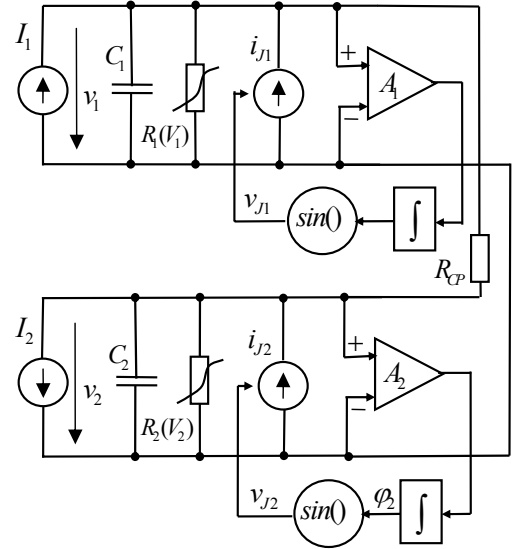 I1
C1
iJ1
+
A1
v1
R1(V1)
−
vJ1
sin()
∫
RCP
I2
C2
iJ2
+
A2
v2
R2(V2)
−
vJ2
sin()
φ2
∫